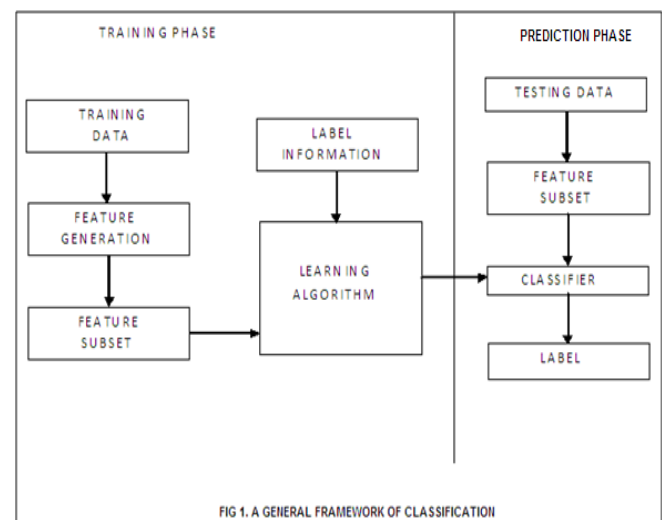 TRAINING PHASE
TRAINING
DATA
FEATURE
GENERATION
FEATURE
SUBSET
LABEL
INFORMATION
LEARNING
ALGORITHM
PREDICTION PHASE
TESTING DATA
FEATURE
SUBSET
CLASSIFIER
LABEL
FIG 1. A GENERAL FRAMEWORK OF CLASSIFICATION